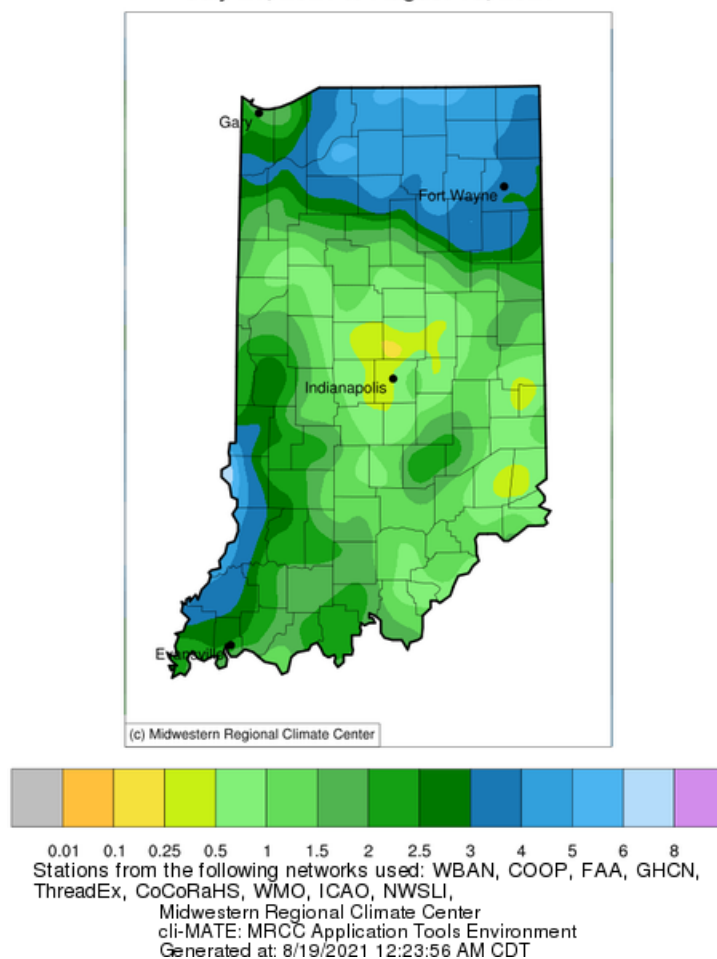 Gary
Fort Wayne
Indianapolis
Evansville
(c) Midwestern Regional Climate Center
0.01 0.1 0.25 0.5 1 1.5 2 2.5 3 4 5 6 8
Stations from the following networks used: WBAN, COOP, FAA, GHCN,
ThreadEx, CoCoRaHS, WMO, ICAO, NWSLI,
Midwestern Regional Climate Center
cli-MATE: MRCC Application Tools Environment
Generated at: 8/19/2021 12:23:56 AM CDT